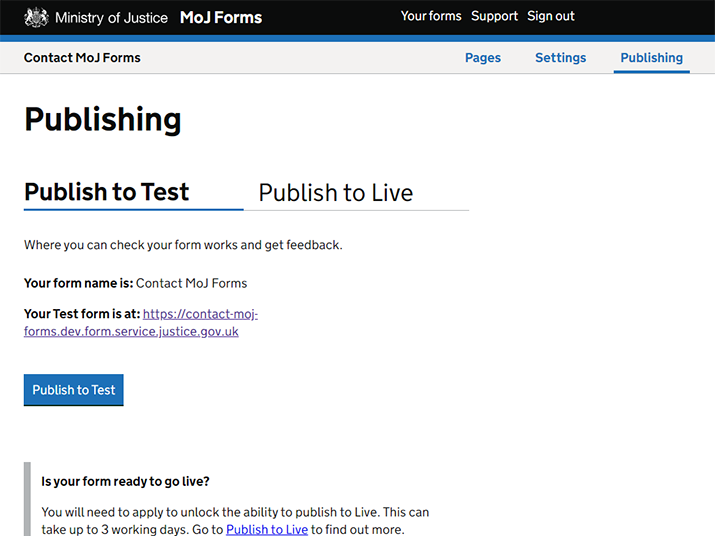 Ministry of Justice MoJ Forms Your forms Support Sign out
Contact MoJ Forms Pages Settings Publishing
Publishing
Publish to Test Publish to Live
Where you can check your form works and get feedback.
Your form name is: Contact MoJ Forms
Your Test form is at: https://contact-moj-
forms.dev.form.service.justice.gov.uk
Publish to Test
Is your form ready to go live?
You will need to apply to unlock the ability to publish to Live. This can
take up to 3 working days. Go to Publish to Live to find out more.